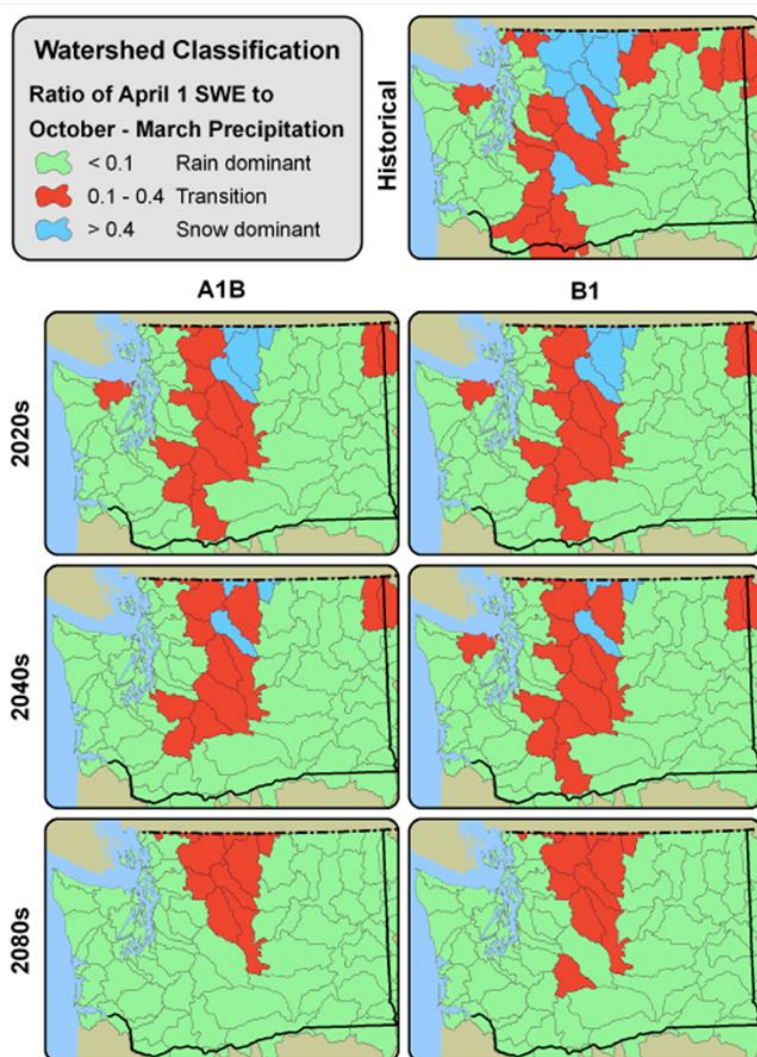 Watershed Classification
Ratio of April 1 SWE to
October - March Precipitation
< 0.1 Rain dominant
0.1 - 0.4 Transition
> 0.4 Snow dominant
Historical
A1B
B1
2020s
2040s
2080s